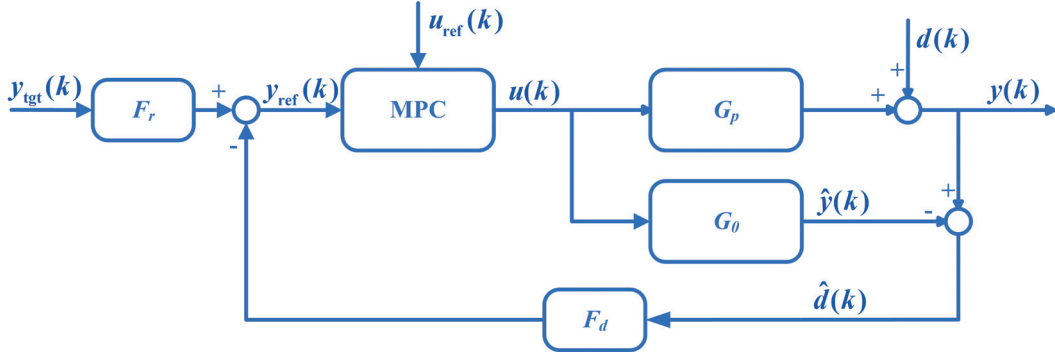 u_ref(k)
d(k)
y_tgt(k)
F_r
+
-
y_ref(k)
MPC
u(k)
G_p
+
+
y(k)
G_0
ŷ(k)
+
-
F_d
d̂(k)